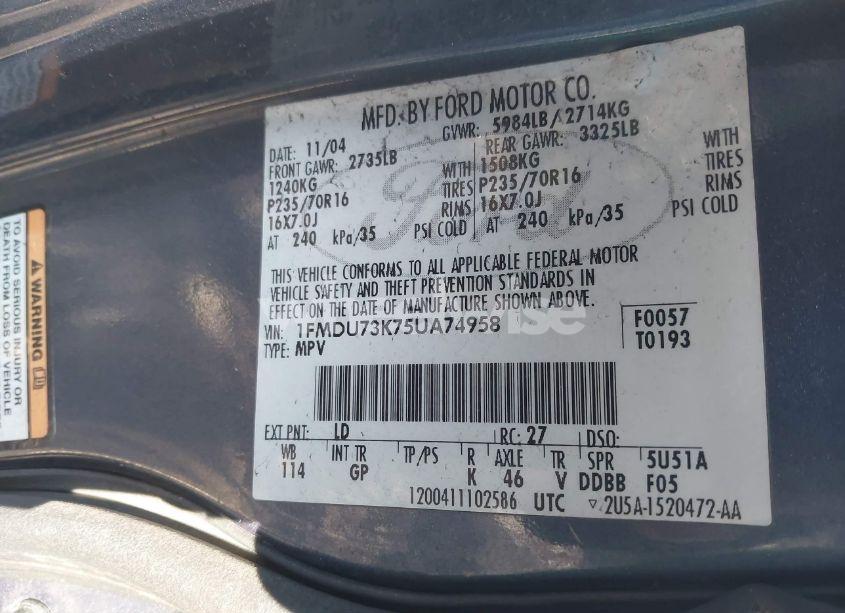 MFD. BY FORD MOTOR CO.
DATE: 11/04 GVWR: 5984LB / 2714KG
FRONT GAWR: 2735LB REAR GAWR: 3325LB
1240KG WITH 1508KG WITH
P235/70R16 TIRES P235/70R16 TIRES
16X7.0J RIMS 16X7.0J RIMS
AT 240 kPa/35 PSI COLD AT 240 kPa/35 PSI COLD
THIS VEHICLE CONFORMS TO ALL APPLICABLE FEDERAL MOTOR
VEHICLE SAFETY AND THEFT PREVENTION STANDARDS IN
EFFECT ON THE DATE OF MANUFACTURE SHOWN ABOVE.
VIN: 1FMDU73K75UA74958 F0057
TYPE: MPV T0193
EXT PNT: LD RC: 27 DSO:
WB INT TR TP/PS R AXLE TR SPR 5U51A
114 GP K 46 V DDBB F05
1200411102586 UTC ▽2U5A-1520472-AA
Ford
WARNING
TO AVOID SERIOUS INJURY OR
DEATH FROM LOSS OF VEHICLE